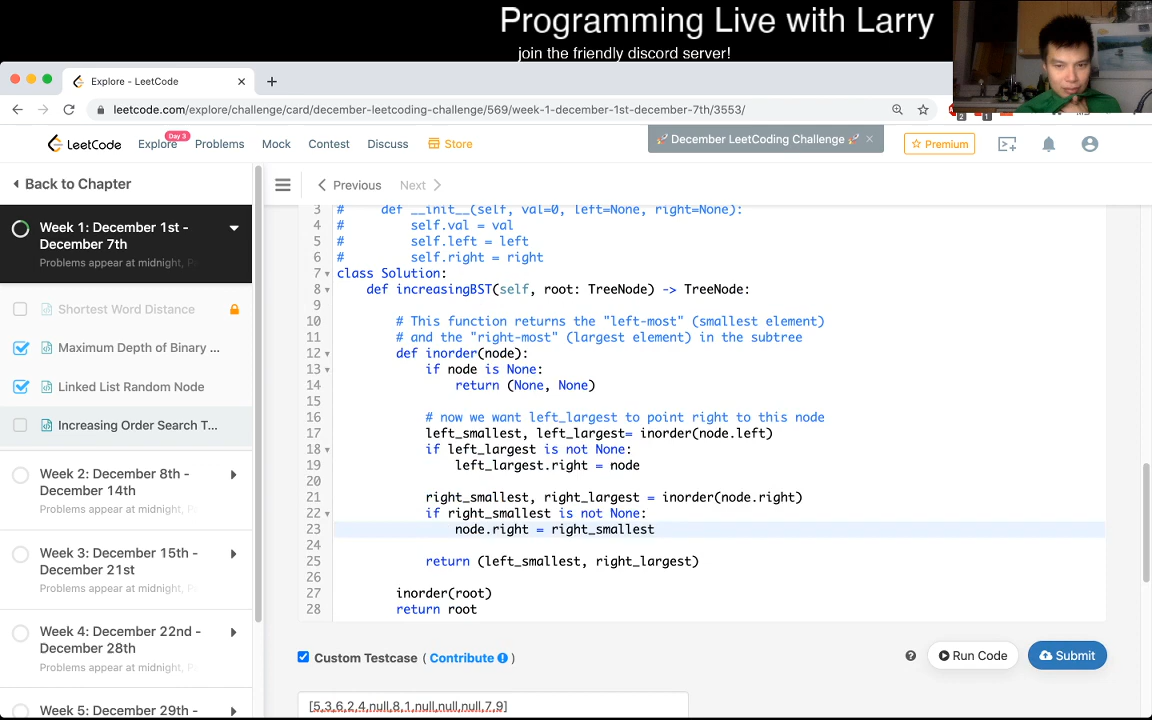 Programming Live with Larry
join the friendly discord server!
Explore - LeetCode
leetcode.com/explore/challenge/card/december-leetcoding-challenge/569/week-1-december-1st-december-7th/3553/
2
1
LeetCode
Explore
Day 3
Problems
Mock
Contest
Discuss
Store
🚀 December LeetCoding Challenge 🚀
Premium
Back to Chapter
Previous
Next
Week 1: December 1st -
December 7th
Problems appear at midnight,
Shortest Word Distance
Maximum Depth of Binary ...
Linked List Random Node
Increasing Order Search T...
Week 2: December 8th -
December 14th
Problems appear at midnight,
Week 3: December 15th -
December 21st
Problems appear at midnight,
Week 4: December 22nd -
December 28th
Problems appear at midnight,
Week 5: December 29th -
3 #     def __init__(self, val=0, left=None, right=None):
4 #         self.val = val
5 #         self.left = left
6 #         self.right = right
7 class Solution:
8     def increasingBST(self, root: TreeNode) -> TreeNode:
9
10         # This function returns the "left-most" (smallest element)
11         # and the "right-most" (largest element) in the subtree
12         def inorder(node):
13             if node is None:
14                 return (None, None)
15
16             # now we want left_largest to point right to this node
17             left_smallest, left_largest= inorder(node.left)
18             if left_largest is not None:
19                 left_largest.right = node
20
21             right_smallest, right_largest = inorder(node.right)
22             if right_smallest is not None:
23                 node.right = right_smallest
24
25             return (left_smallest, right_largest)
26
27         inorder(root)
28         return root
Custom Testcase ( Contribute )
Run Code
Submit
[5,3,6,2,4,null,8,1,null,null,null,7,9]